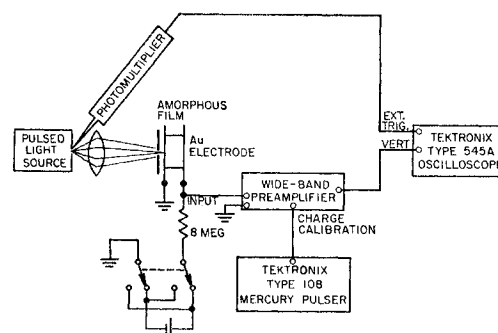 PHOTOMULTIPLIER
AMORPHOUS
FILM
PULSED
LIGHT
SOURCE
Au
ELECTRODE
EXT.
TRIG.
VERT.
TEKTRONIX
TYPE 545A
OSCILLOSCOPE
INPUT
WIDE-BAND
PREAMPLIFIER
CHARGE
CALIBRATION
8 MEG
TEKTRONIX
TYPE 108
MERCURY PULSER